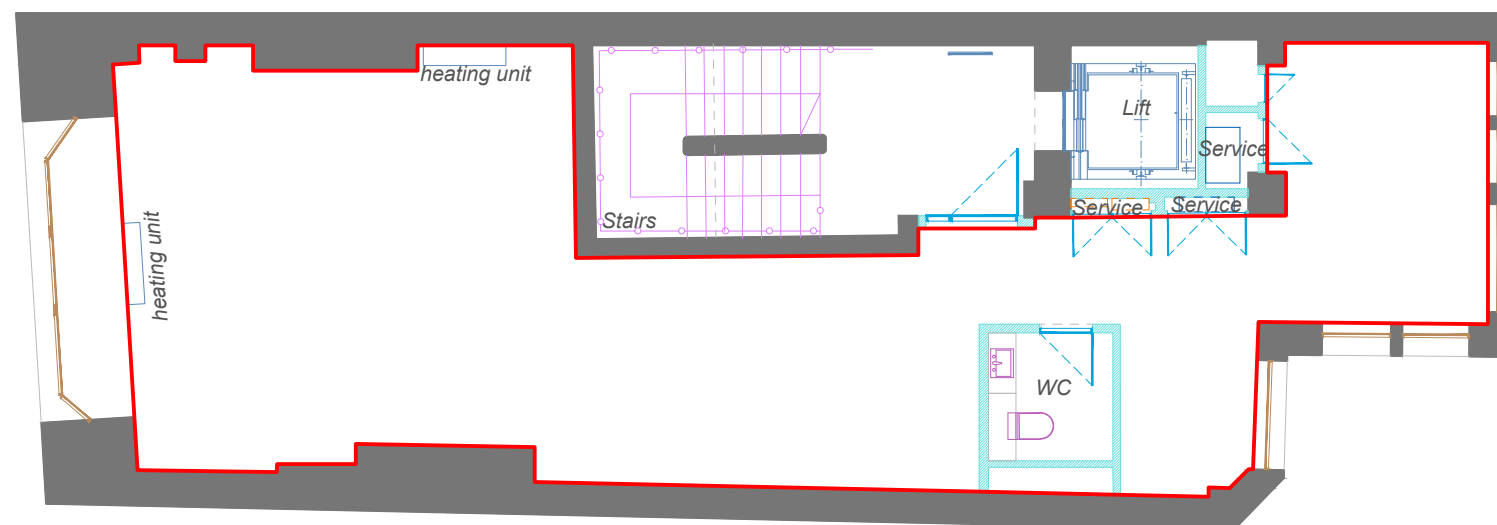 heating unit
Lift
Service
Service
Service
Stairs
heating unit
WC